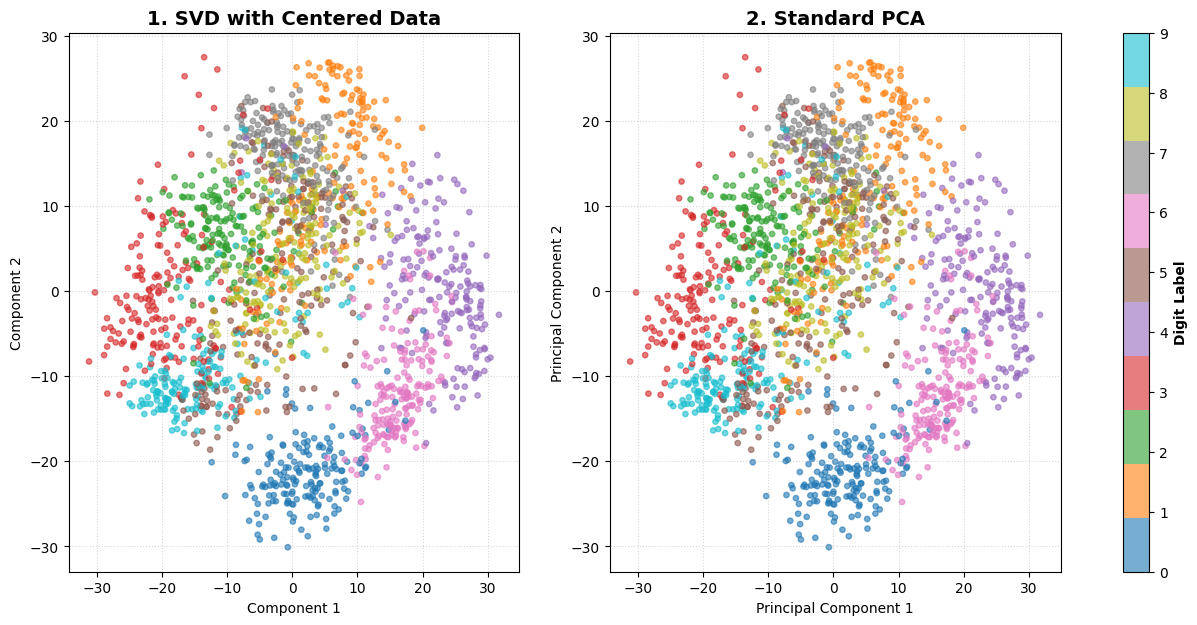 1. SVD with Centered Data
30
20
10
0
−10
−20
−30
Component 2
−30 −20 −10 0 10 20 30
Component 1
2. Standard PCA
30
20
10
0
−10
−20
−30
Principal Component 2
−30 −20 −10 0 10 20 30
Principal Component 1
9
8
7
6
5
4
3
2
1
0
Digit Label